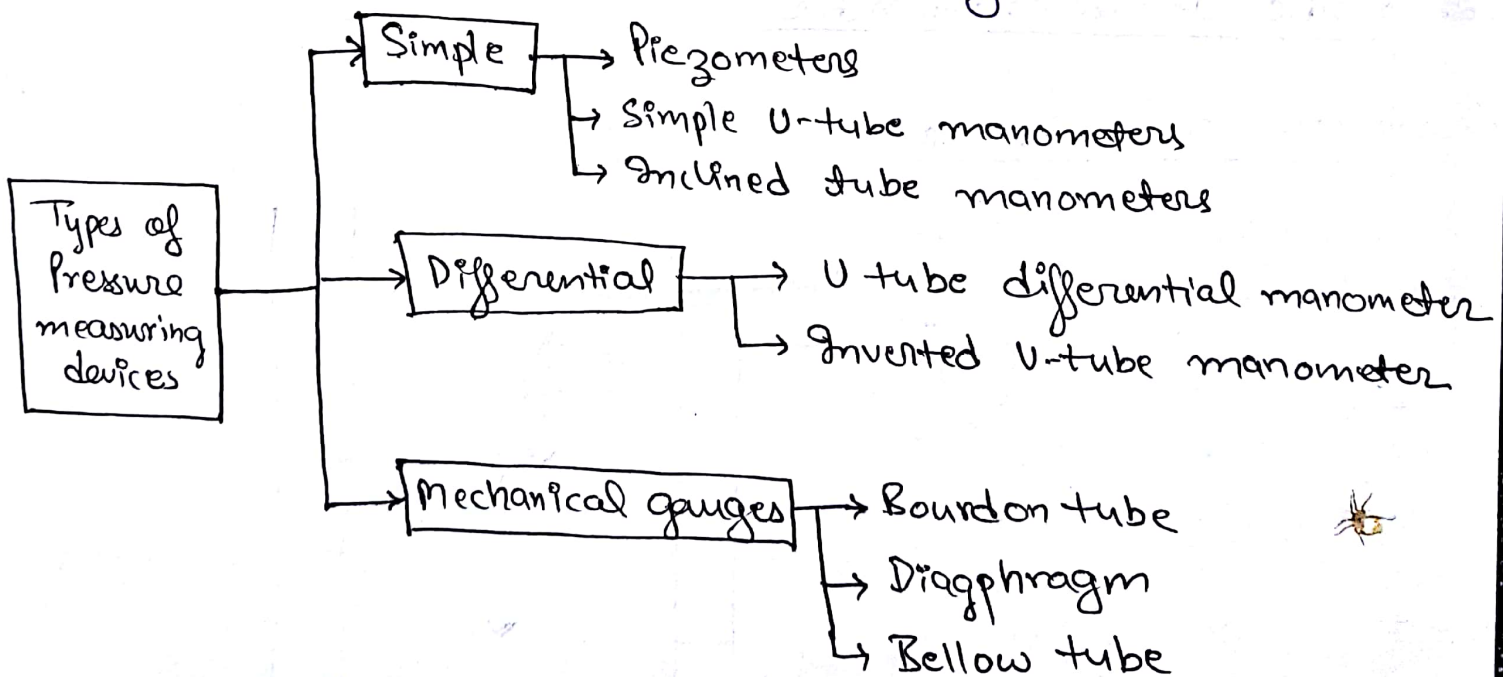 Simple
Piezometers
Simple U-tube manometers
Inclined tube manometers
Types of
Pressure
measuring
devices
Differential
U tube differential manometer
Inverted U-tube manometer
Mechanical gauges
Bourdon tube
Diagphragm
Bellow tube